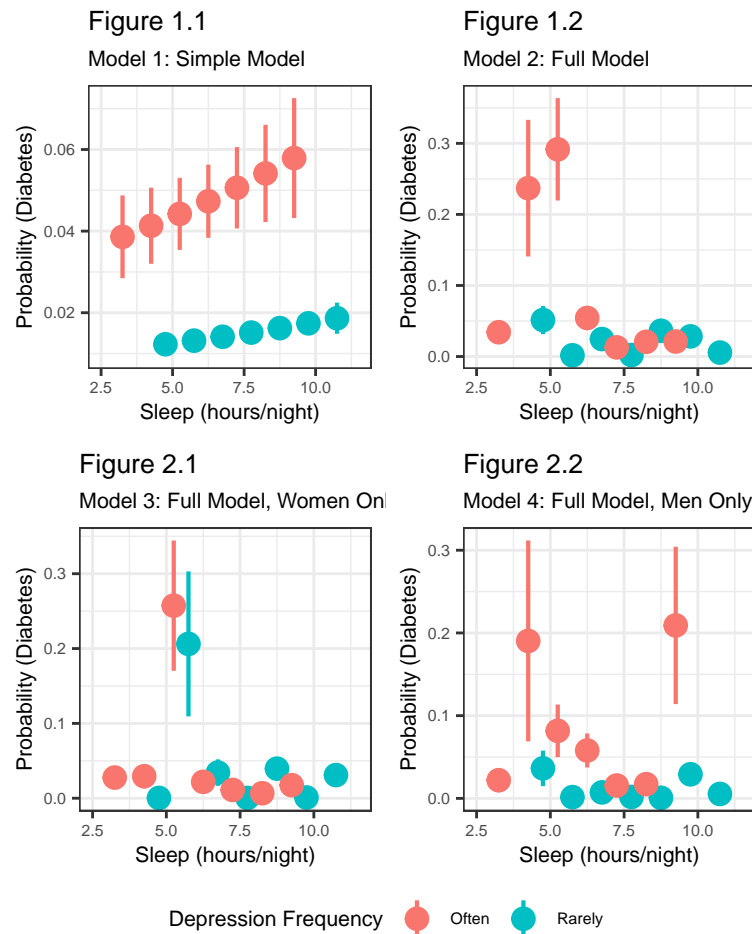 Figure 1.1
Model 1: Simple Model
Probability (Diabetes)
0.06
0.04
0.02
2.5 5.0 7.5 10.0
Sleep (hours/night)
Figure 1.2
Model 2: Full Model
Probability (Diabetes)
0.3
0.2
0.1
0.0
2.5 5.0 7.5 10.0
Sleep (hours/night)
Figure 2.1
Model 3: Full Model, Women Onl
Probability (Diabetes)
0.3
0.2
0.1
0.0
2.5 5.0 7.5 10.0
Sleep (hours/night)
Figure 2.2
Model 4: Full Model, Men Only
Probability (Diabetes)
0.3
0.2
0.1
0.0
2.5 5.0 7.5 10.0
Sleep (hours/night)
Depression Frequency Often Rarely